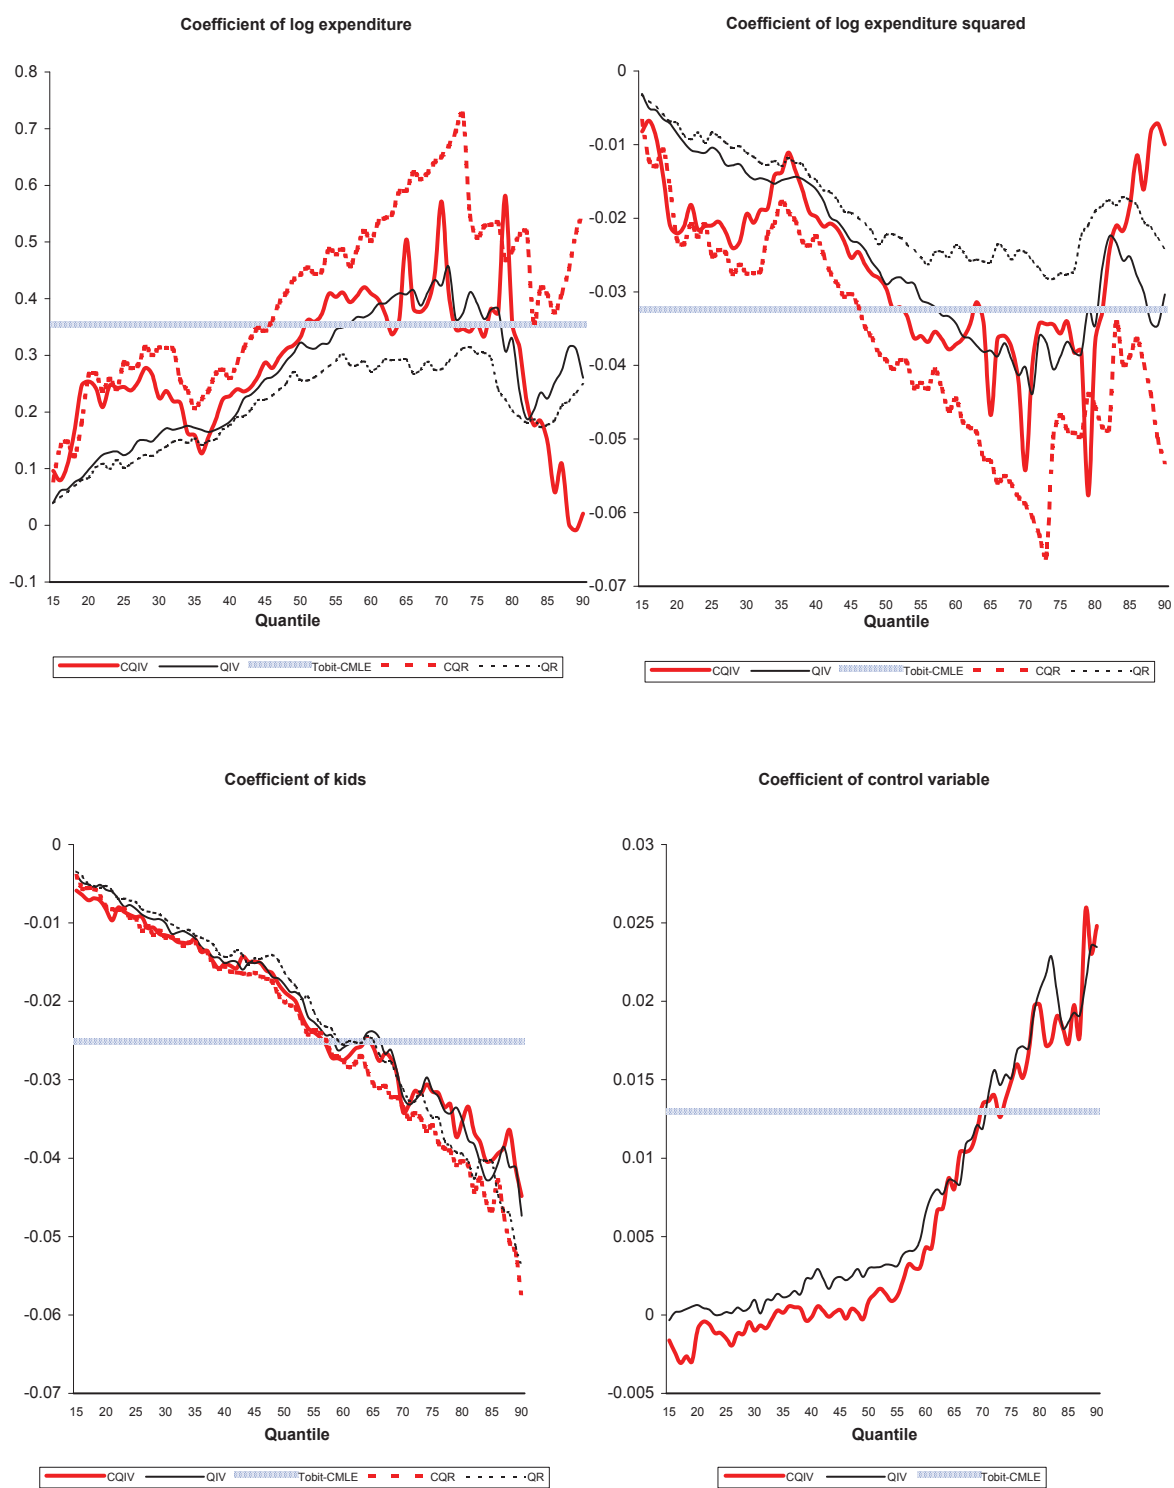 Coefficient of log expenditure
0.8
0.7
0.6
0.5
0.4
0.3
0.2
0.1
0
-0.1
15 20 25 30 35 40 45 50 55 60 65 70 75 80 85 90
Quantile
CQIV QIV Tobit-CMLE CQR QR
Coefficient of log expenditure squared
0
-0.01
-0.02
-0.03
-0.04
-0.05
-0.06
-0.07
15 20 25 30 35 40 45 50 55 60 65 70 75 80 85 90
Quantile
CQIV QIV Tobit-CMLE CQR QR
Coefficient of kids
0
-0.01
-0.02
-0.03
-0.04
-0.05
-0.06
-0.07
15 20 25 30 35 40 45 50 55 60 65 70 75 80 85 90
Quantile
CQIV QIV Tobit-CMLE CQR QR
Coefficient of control variable
0.03
0.025
0.02
0.015
0.01
0.005
0
-0.005
15 20 25 30 35 40 45 50 55 60 65 70 75 80 85 90
Quantile
CQIV QIV Tobit-CMLE